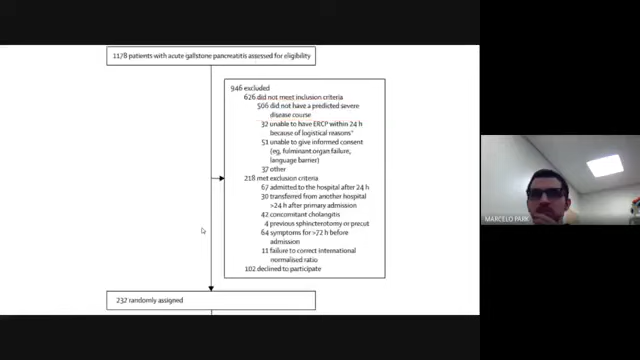 1178 patients with acute gallstone pancreatitis assessed for eligibility
946 excluded
626 did not meet inclusion criteria
506 did not have a predicted severe
disease course
32 unable to have ERCP within 24 h
because of logistical reasons*
51 unable to give informed consent
(eg, fulminant organ failure,
language barrier)
37 other
218 met exclusion criteria
67 admitted to the hospital after 24 h
30 transferred from another hospital
>24 h after primary admission
42 concomitant cholangitis
4 previous sphincterotomy or precut
64 symptoms for >72 h before
admission
11 failure to correct international
normalised ratio
102 declined to participate
232 randomly assigned
MARCELO PARK